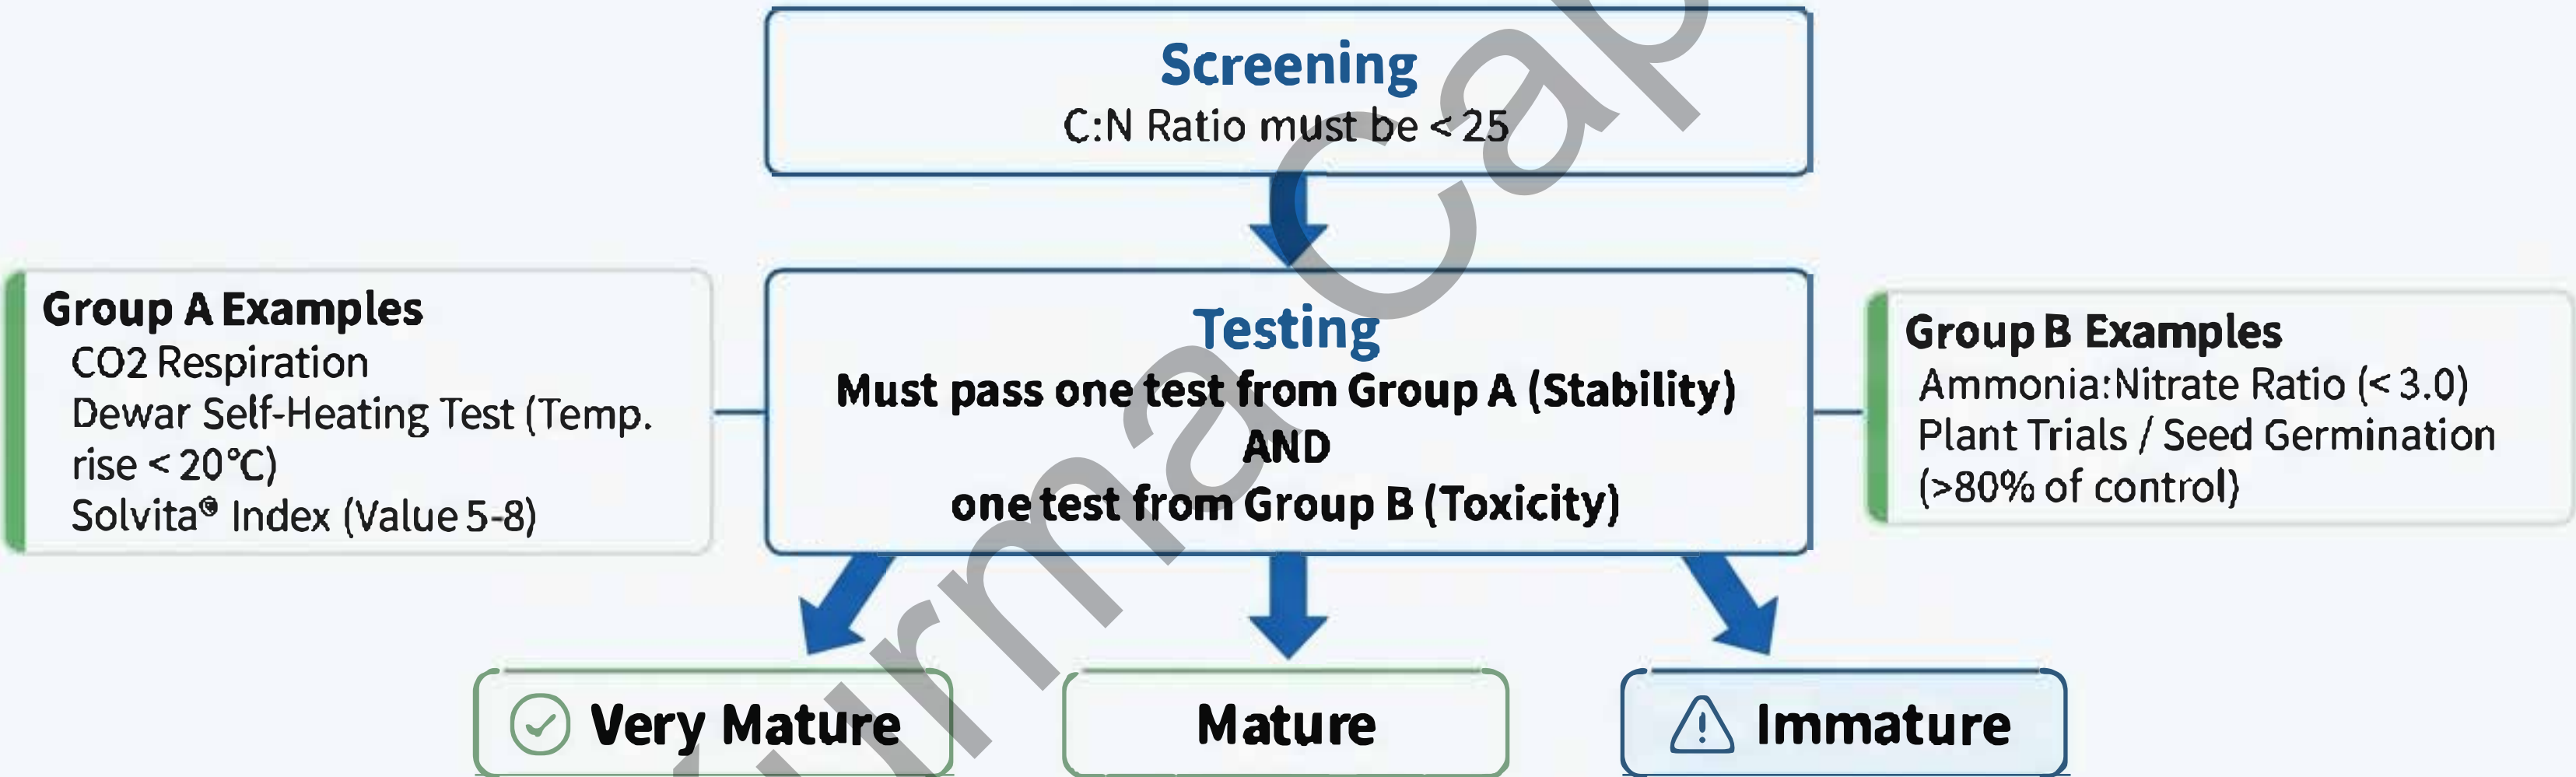 Screening
C:N Ratio must be < 25
Group A Examples
CO2 Respiration
Dewar Self-Heating Test (Temp.
rise < 20°C)
Solvita® Index (Value 5-8)
Testing
Must pass one test from Group A (Stability)
AND
one test from Group B (Toxicity)
Group B Examples
Ammonia:Nitrate Ratio (< 3.0)
Plant Trials / Seed Germination
(>80% of control)
Very Mature
Mature
Immature